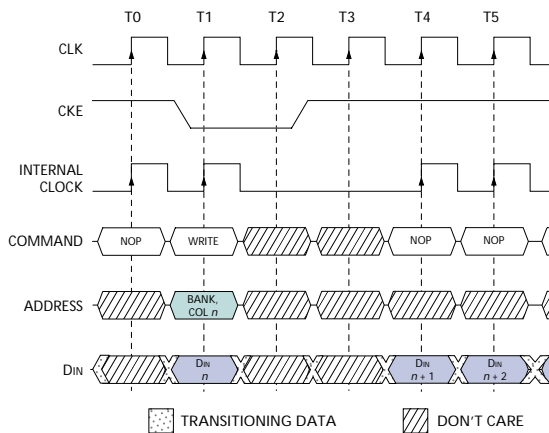 T0 T1 T2 T3 T4 T5
CLK
CKE
INTERNAL
CLOCK
COMMAND NOP WRITE NOP NOP
ADDRESS BANK,
COL n
DIN DIN DIN DIN
n n + 1 n + 2
TRANSITIONING DATA DON'T CARE